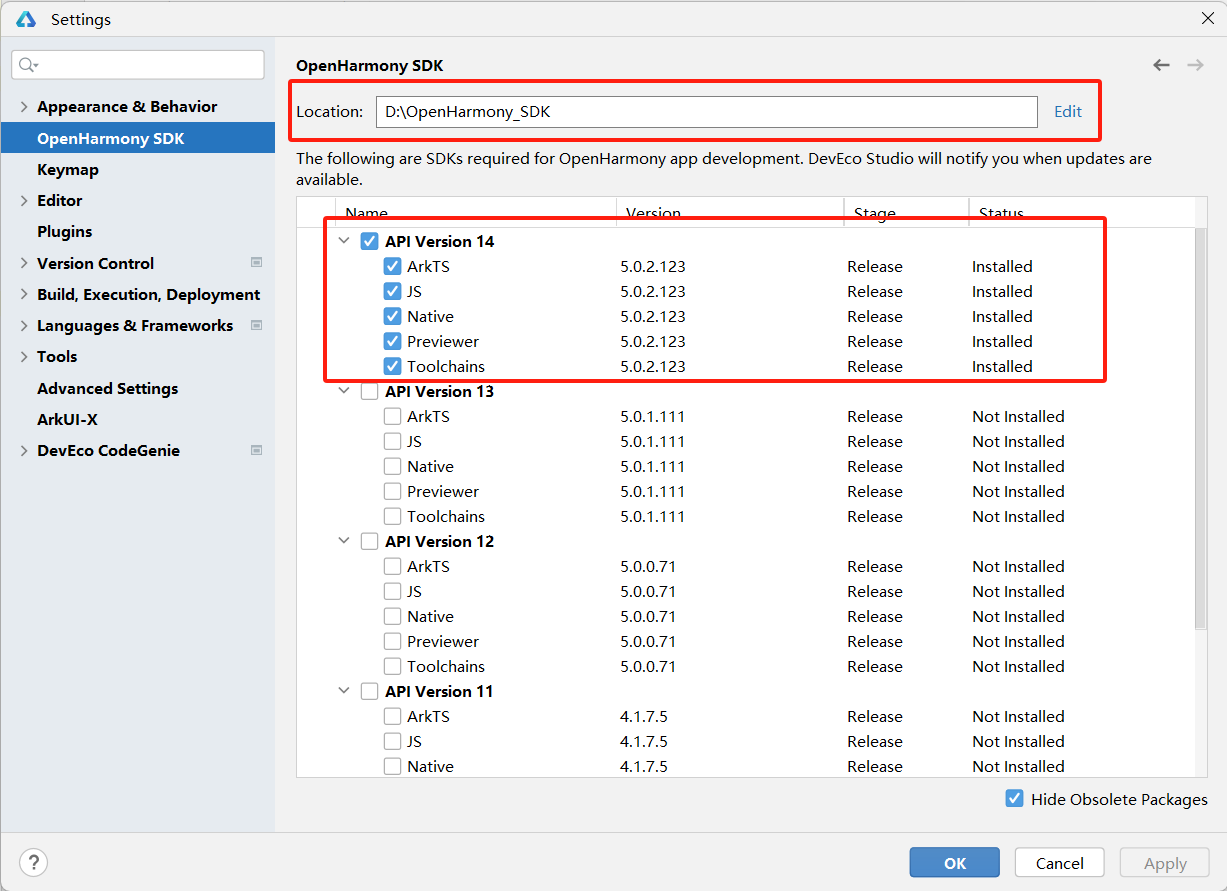 Settings
OpenHarmony SDK
Location: D:\OpenHarmony_SDK Edit
Appearance & Behavior
OpenHarmony SDK
Keymap
Editor
Plugins
Version Control
Build, Execution, Deployment
Languages & Frameworks
Tools
Advanced Settings
ArkUI-X
DevEco CodeGenie
The following are SDKs required for OpenHarmony app development. DevEco Studio will notify you when updates are
available.
Name Version Stage Status
API Version 14
ArkTS 5.0.2.123 Release Installed
JS 5.0.2.123 Release Installed
Native 5.0.2.123 Release Installed
Previewer 5.0.2.123 Release Installed
Toolchains 5.0.2.123 Release Installed
API Version 13
ArkTS 5.0.1.111 Release Not Installed
JS 5.0.1.111 Release Not Installed
Native 5.0.1.111 Release Not Installed
Previewer 5.0.1.111 Release Not Installed
Toolchains 5.0.1.111 Release Not Installed
API Version 12
ArkTS 5.0.0.71 Release Not Installed
JS 5.0.0.71 Release Not Installed
Native 5.0.0.71 Release Not Installed
Previewer 5.0.0.71 Release Not Installed
Toolchains 5.0.0.71 Release Not Installed
API Version 11
ArkTS 4.1.7.5 Release Not Installed
JS 4.1.7.5 Release Not Installed
Native 4.1.7.5 Release Not Installed
Hide Obsolete Packages
? OK Cancel Apply